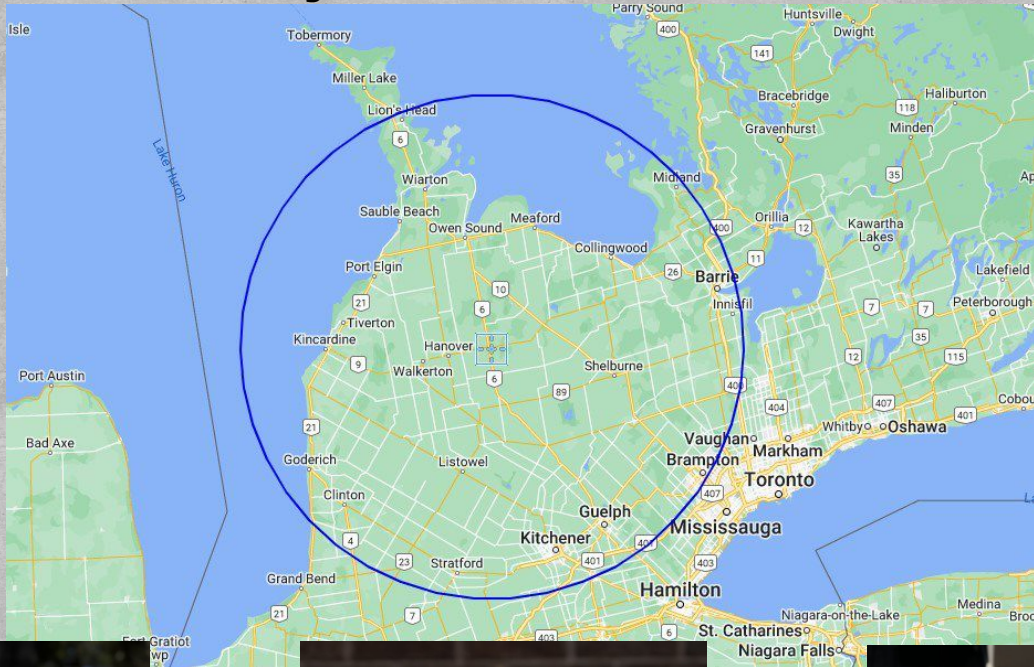 Parry Sound
Huntsville
Isle
Dwight
Tobermory
400
141
Miller Lake
Bracebridge
Haliburton
118
Lion's Head
Gravenhurst
Minden
6
Lake Huron
35
Wiarton
Midland
Sauble Beach
Meaford
400
Orillia
Kawartha
Lakes
12
Owen Sound
Collingwood
11
26
Port Elgin
Barrie
Lakefield
10
21
6
Innisfil
7
7
Peterborough
Tiverton
Kincardine
Hanover
35
9
12
115
Walkerton
Shelburne
Port Austin
6
400
89
404
407
401
21
Whitby
Oshawa
Bad Axe
Vaughan
Markham
Goderich
Listowel
Brampton
Toronto
Clinton
407
Guelph
Mississauga
Kitchener
4
401
401
23
Stratford
403
Grand Bend
Hamilton
21
7
Niagara-on-the-Lake
Medina
403
6
St. Catharines
Fort Gratiot
Niagara Falls
wp